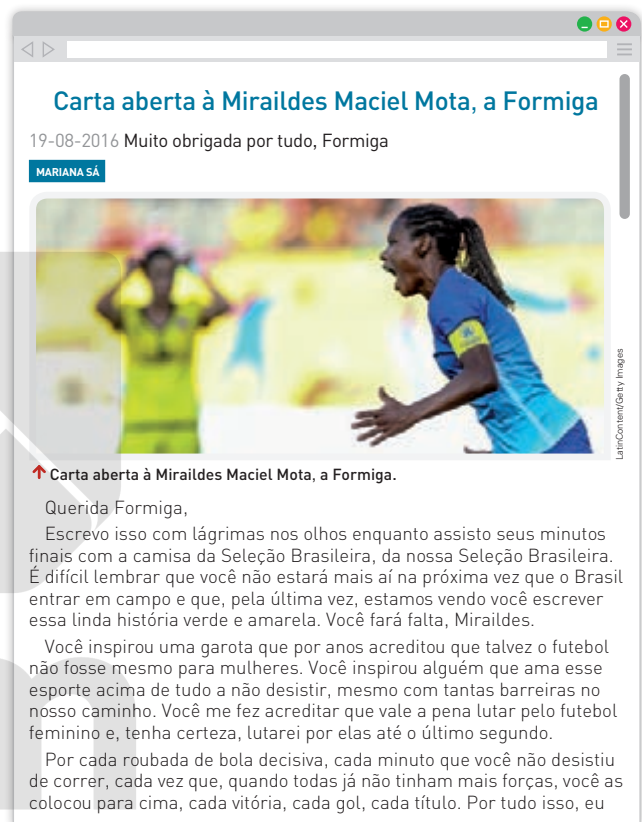 Carta aberta à Miraildes Maciel Mota, a Formiga
19-08-2016 Muito obrigada por tudo, Formiga
MARIANA SÁ
LatinContent/Getty Images
Carta aberta à Miraildes Maciel Mota, a Formiga.
Querida Formiga,
Escrevo isso com lágrimas nos olhos enquanto assisto seus minutos
finais com a camisa da Seleção Brasileira, da nossa Seleção Brasileira.
É difícil lembrar que você não estará mais aí na próxima vez que o Brasil
entrar em campo e que, pela última vez, estamos vendo você escrever
essa linda história verde e amarela. Você fará falta, Miraildes.
Você inspirou uma garota que por anos acreditou que talvez o futebol
não fosse mesmo para mulheres. Você inspirou alguém que ama esse
esporte acima de tudo a não desistir, mesmo com tantas barreiras no
nosso caminho. Você me fez acreditar que vale a pena lutar pelo futebol
feminino e, tenha certeza, lutarei por elas até o último segundo.
Por cada roubada de bola decisiva, cada minuto que você não desistiu
de correr, cada vez que, quando todas já não tinham mais forças, você as
colocou para cima, cada vitória, cada gol, cada título. Por tudo isso, eu